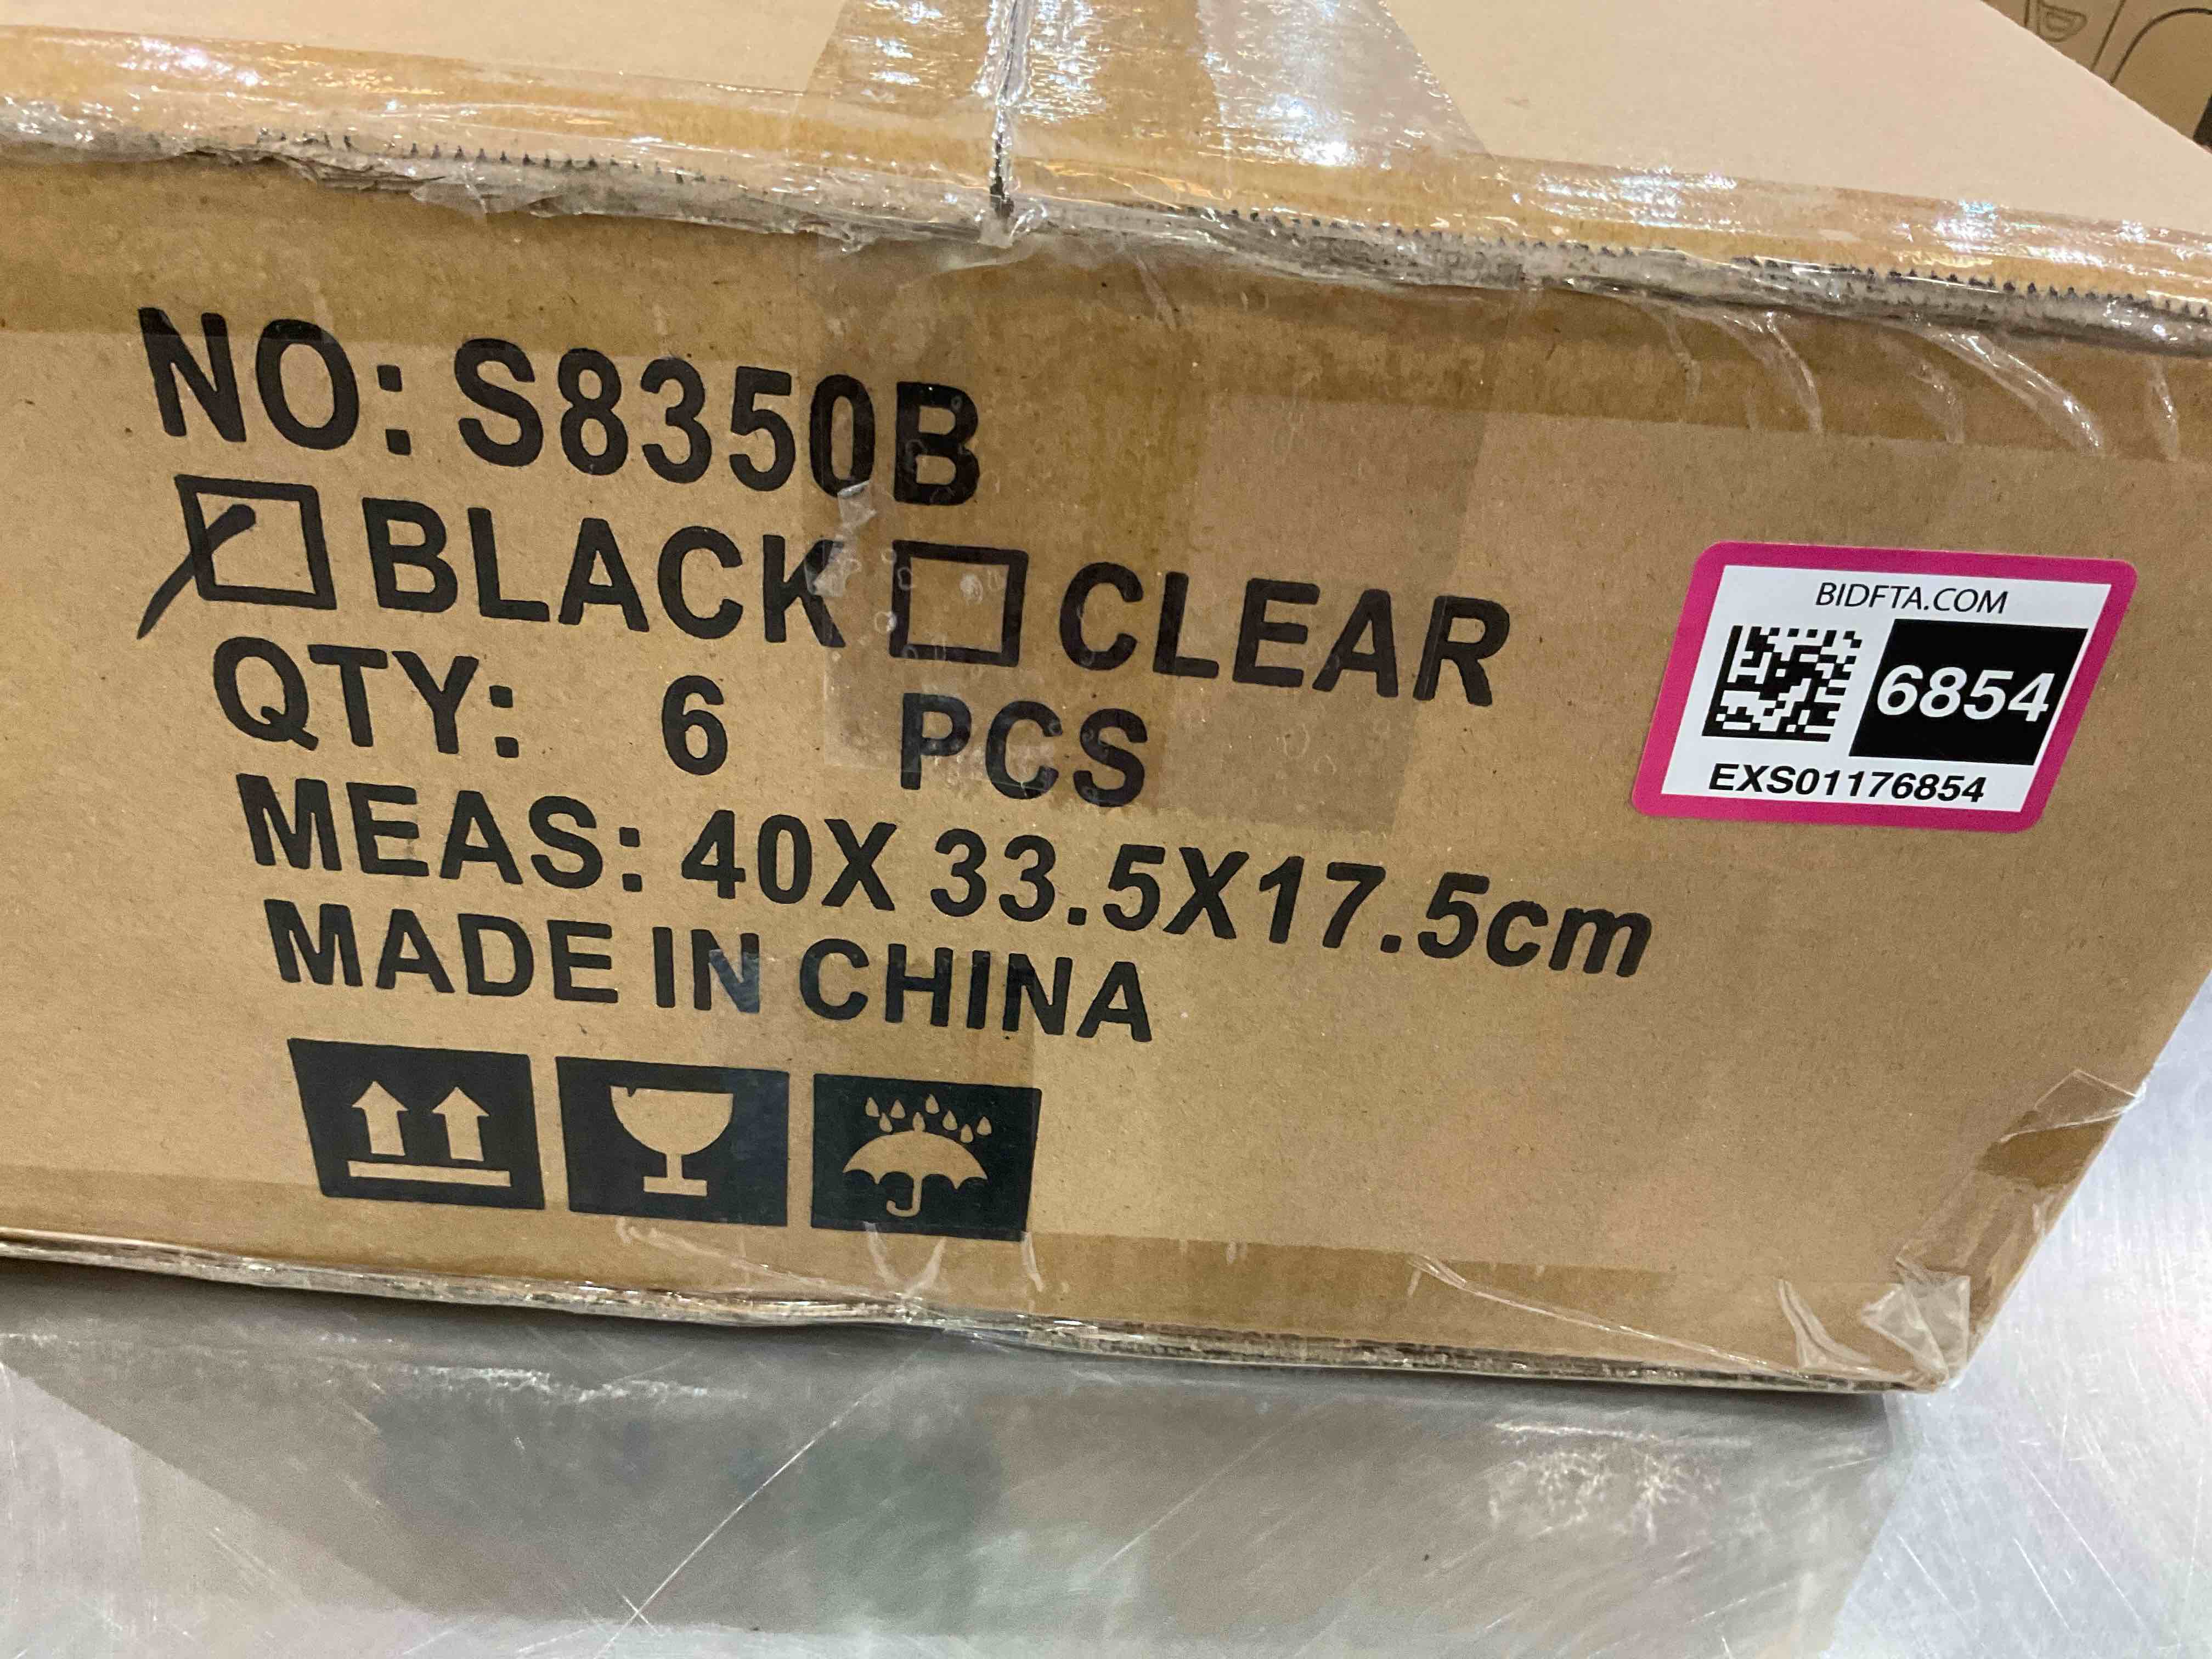 NO: S8350B
BLACK CLEAR
QTY: 6 PCS
MEAS: 40X 33.5X17.5cm
MADE IN CHINA
BIDFTA.COM
6854
EXS01176854